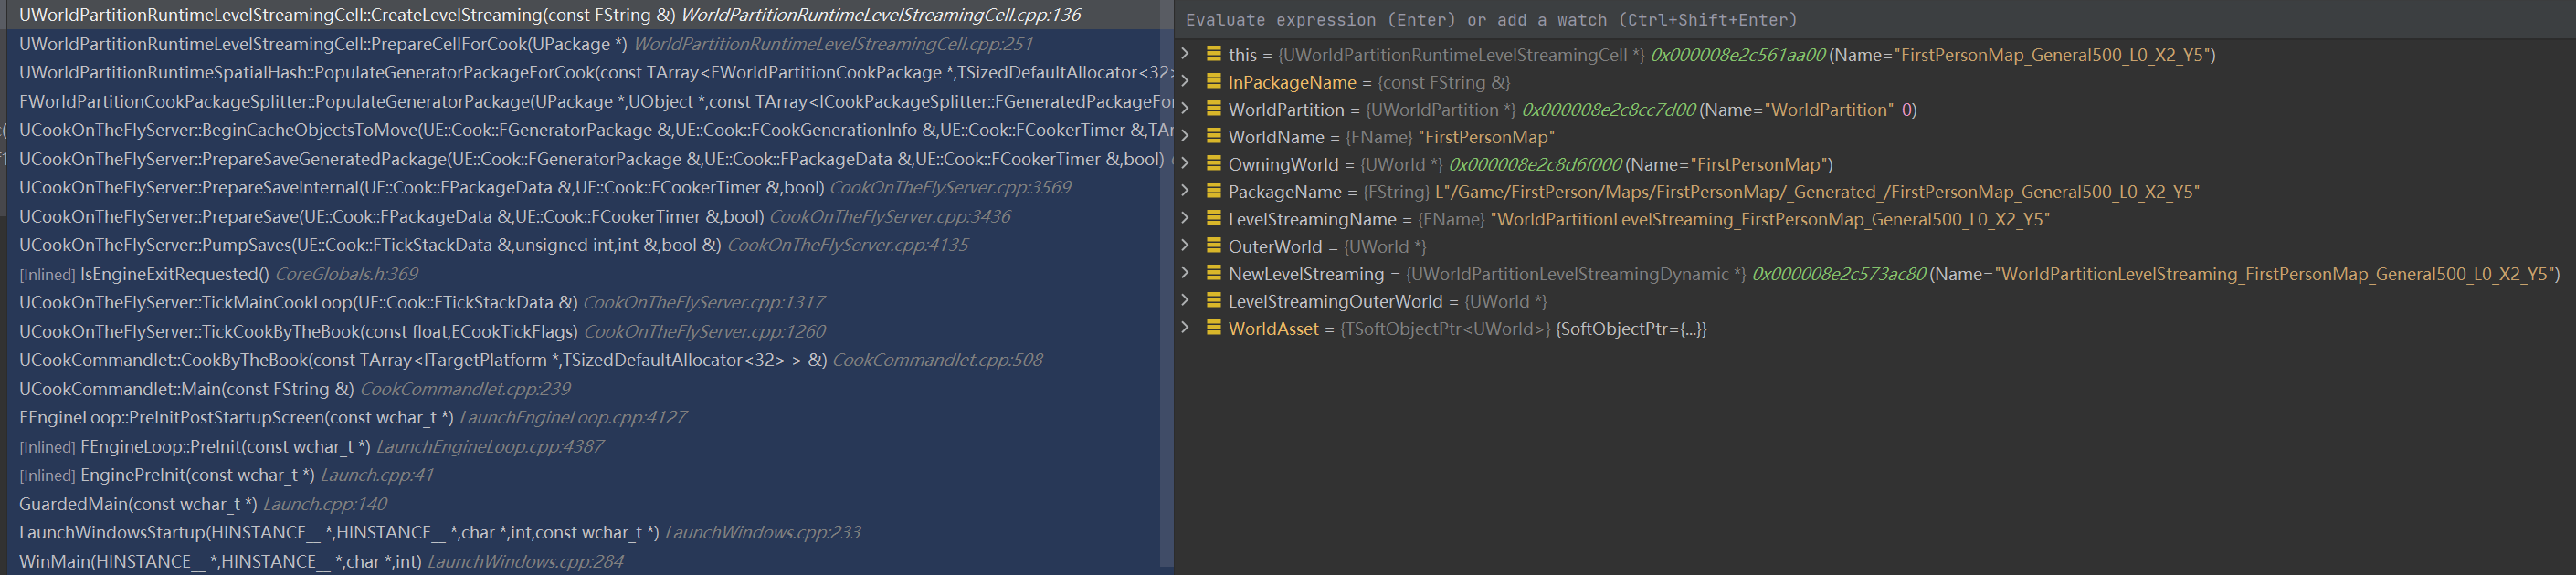 UWorldPartitionRuntimeLevelStreamingCell::CreateLevelStreaming(const FString &) WorldPartitionRuntimeLevelStreamingCell.cpp:136
UWorldPartitionRuntimeLevelStreamingCell::PrepareCellForCook(UPackage *) WorldPartitionRuntimeLevelStreamingCell.cpp:251
UWorldPartitionRuntimeSpatialHash::PopulateGeneratorPackageForCook(const TArray<FWorldPartitionCookPackage *,TSizedDefaultAllocator<32>
FWorldPartitionCookPackageSplitter::PopulateGeneratorPackage(UPackage *,UObject *,const TArray<ICookPackageSplitter::FGeneratedPackageFor
UCookOnTheFlyServer::BeginCacheObjectsToMove(UE::Cook::FGeneratorPackage &,UE::Cook::FCookGenerationInfo &,UE::Cook::FCookerTimer &,TAr
UCookOnTheFlyServer::PrepareSaveGeneratedPackage(UE::Cook::FGeneratorPackage &,UE::Cook::FPackageData &,UE::Cook::FCookerTimer &,bool)
UCookOnTheFlyServer::PrepareSaveInternal(UE::Cook::FPackageData &,UE::Cook::FCookerTimer &,bool) CookOnTheFlyServer.cpp:3569
UCookOnTheFlyServer::PrepareSave(UE::Cook::FPackageData &,UE::Cook::FCookerTimer &,bool) CookOnTheFlyServer.cpp:3436
UCookOnTheFlyServer::PumpSaves(UE::Cook::FTickStackData &,unsigned int,int &,bool &) CookOnTheFlyServer.cpp:4135
[Inlined] IsEngineExitRequested() CoreGlobals.h:369
UCookOnTheFlyServer::TickMainCookLoop(UE::Cook::FTickStackData &) CookOnTheFlyServer.cpp:1317
UCookOnTheFlyServer::TickCookByTheBook(const float,ECookTickFlags) CookOnTheFlyServer.cpp:1260
UCookCommandlet::CookByTheBook(const TArray<ITargetPlatform *,TSizedDefaultAllocator<32> > &) CookCommandlet.cpp:508
UCookCommandlet::Main(const FString &) CookCommandlet.cpp:239
FEngineLoop::PreInitPostStartupScreen(const wchar_t *) LaunchEngineLoop.cpp:4127
[Inlined] FEngineLoop::PreInit(const wchar_t *) LaunchEngineLoop.cpp:4387
[Inlined] EnginePreInit(const wchar_t *) Launch.cpp:41
GuardedMain(const wchar_t *) Launch.cpp:140
LaunchWindowsStartup(HINSTANCE__ *,HINSTANCE__ *,char *,int,const wchar_t *) LaunchWindows.cpp:233
WinMain(HINSTANCE__ *,HINSTANCE__ *,char *,int) LaunchWindows.cpp:284
Evaluate expression (Enter) or add a watch (Ctrl+Shift+Enter)
this = {UWorldPartitionRuntimeLevelStreamingCell *} 0x000008e2c561aa00 (Name="FirstPersonMap_General500_L0_X2_Y5")
InPackageName = {const FString &}
WorldPartition = {UWorldPartition *} 0x000008e2c8cc7d00 (Name="WorldPartition"_0)
WorldName = {FName} "FirstPersonMap"
OwningWorld = {UWorld *} 0x000008e2c8d6f000 (Name="FirstPersonMap")
PackageName = {FString} L"/Game/FirstPerson/Maps/FirstPersonMap/_Generated_/FirstPersonMap_General500_L0_X2_Y5"
LevelStreamingName = {FName} "WorldPartitionLevelStreaming_FirstPersonMap_General500_L0_X2_Y5"
OuterWorld = {UWorld *}
NewLevelStreaming = {UWorldPartitionLevelStreamingDynamic *} 0x000008e2c573ac80 (Name="WorldPartitionLevelStreaming_FirstPersonMap_General500_L0_X2_Y5")
LevelStreamingOuterWorld = {UWorld *}
WorldAsset = {TSoftObjectPtr<UWorld>} {SoftObjectPtr={...}}